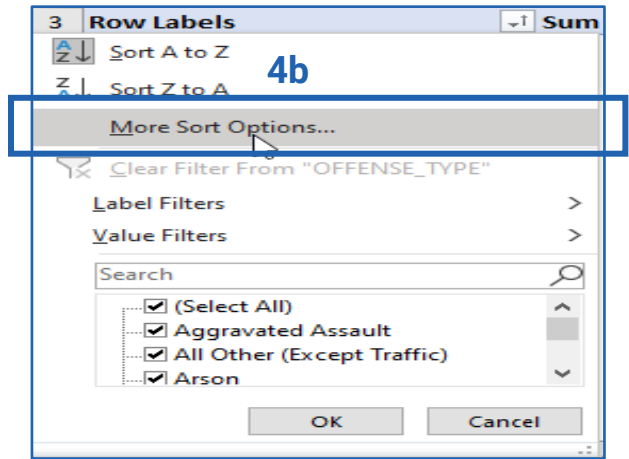 3 Row Labels Sum
Sort A to Z
4b
Sort Z to A
More Sort Options...
Clear Filter From "OFFENSE_TYPE"
Label Filters >
Value Filters >
Search
(Select All)
Aggravated Assault
All Other (Except Traffic)
Arson
OK Cancel